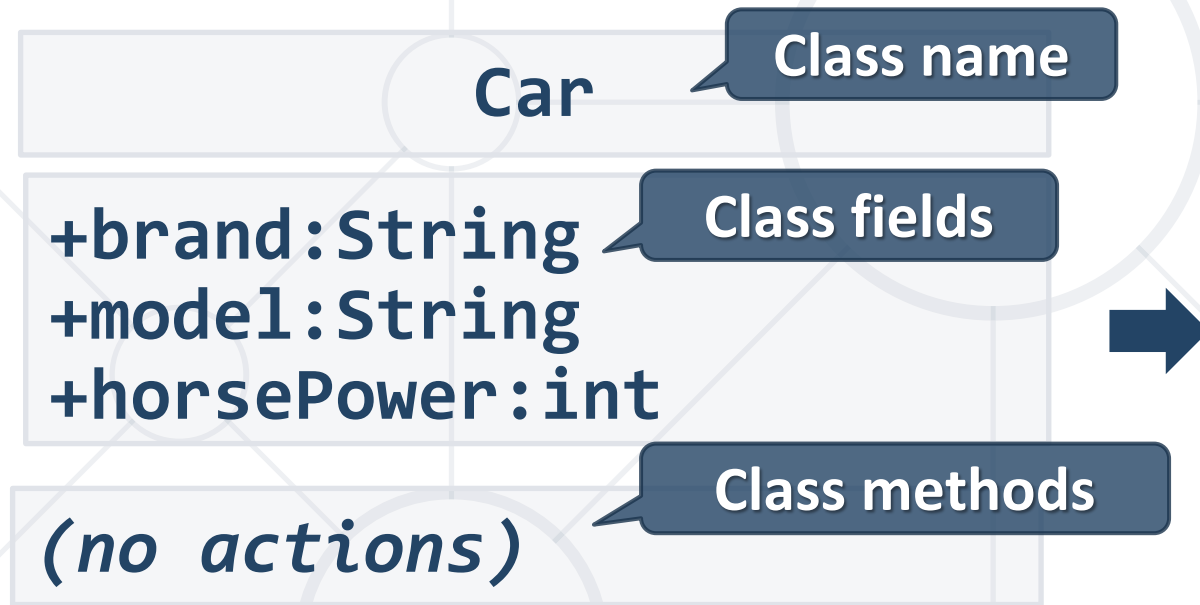 Class name
Car
Class fields
+brand:String
+model:String
+horsePower:int
Class methods
(no actions)